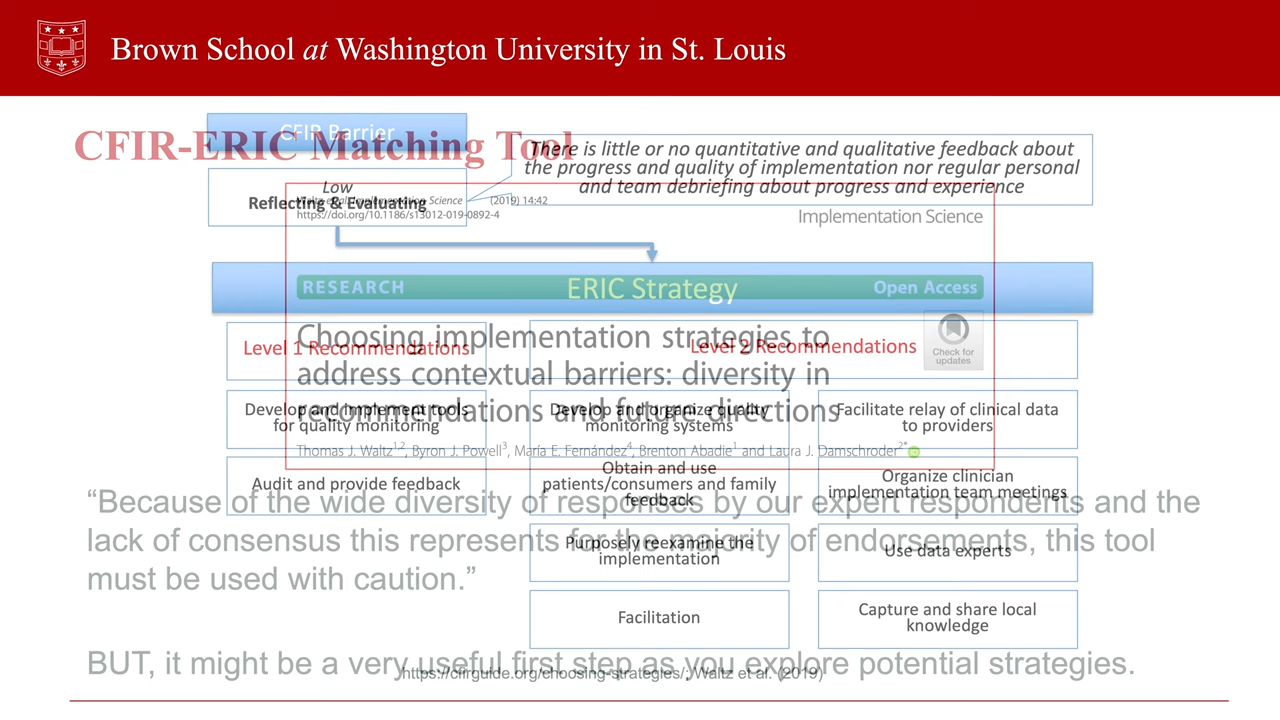 Brown School at Washington University in St. Louis
CFIR-ERIC Matching Tool
CFIR Barrier
There is little or no quantitative and qualitative feedback about
the progress and quality of implementation nor regular personal
and team debriefing about progress and experience
Low
Reflecting & Evaluating
Implementation Science
(2019) 14:42
https://doi.org/10.1186/s13012-019-0892-4
Implementation Science
RESEARCH
Open Access
ERIC Strategy
Choosing implementation strategies to
address contextual barriers: diversity in
recommendations and future directions
Check for
updates
Thomas J. Waltz1,2, Byron J. Powell3, María E. Fernández4, Brenton Abadie1 and Laura J. Damschroder2*
Level 1 Recommendations
Level 2 Recommendations
Develop and implement tools
for quality monitoring
Develop and organize quality
monitoring systems
Facilitate relay of clinical data
to providers
Audit and provide feedback
Obtain and use
patients/consumers and family
feedback
Organize clinician
implementation team meetings
Purposely reexamine the
implementation
Use data experts
Facilitation
Capture and share local
knowledge
“Because of the wide diversity of responses by our expert respondents and the
lack of consensus this represents for the majority of endorsements, this tool
must be used with caution.”
BUT, it might be a very useful first step as you explore potential strategies.
https://cfirguide.org/choosing-strategies/; Waltz et al. (2019)